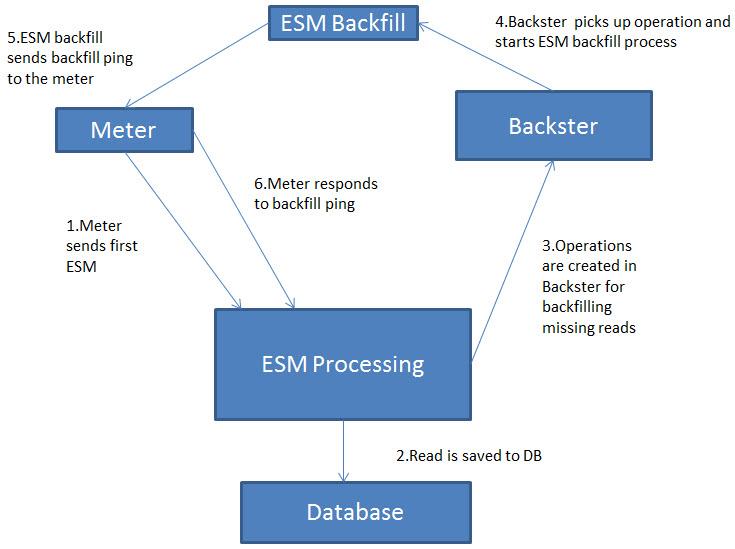 ESM Backfill
4.Backster  picks up operation and
starts ESM backfill process
5.ESM backfill
sends backfill ping
to the meter
Meter
Backster
6.Meter responds
to backfill ping
1.Meter
sends first
ESM
3.Operations
are created in
Backster for
backfilling
missing reads
ESM Processing
2.Read is saved to DB
Database